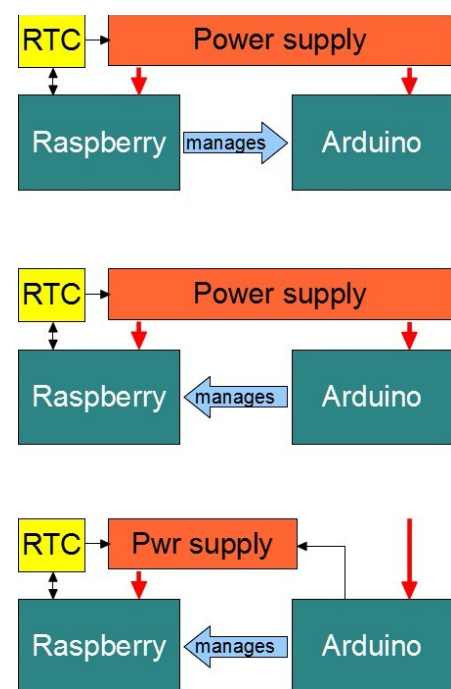 RTC
Power supply
Raspberry
manages
Arduino
RTC
Power supply
Raspberry
manages
Arduino
RTC
Pwr supply
Raspberry
manages
Arduino